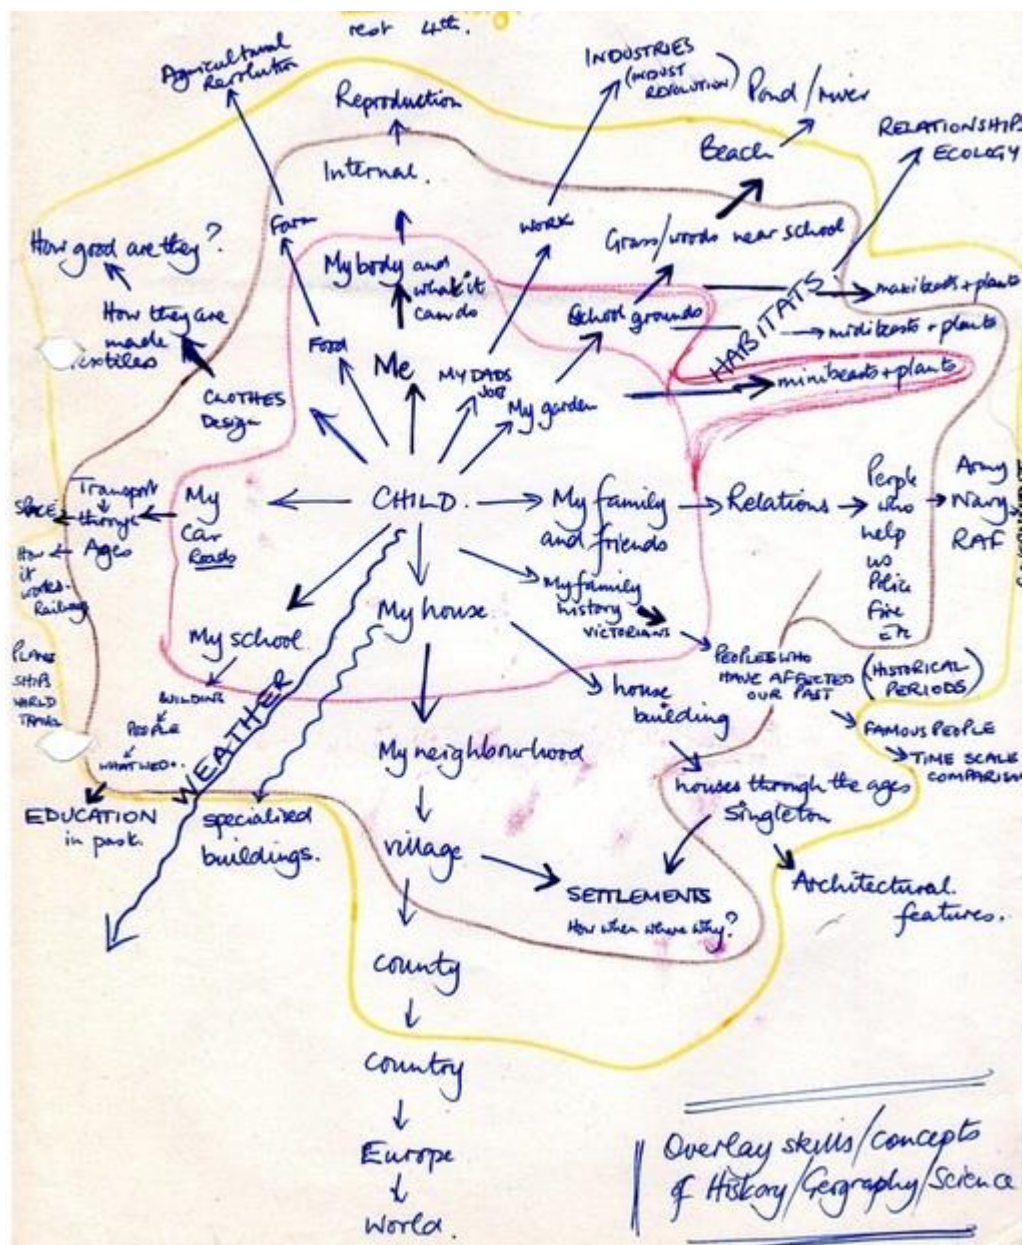 rest 4th.
Agricultural
Revolution
INDUSTRIES
(INDUST
REVOLUTION)
Pond/river
Reproduction
RELATIONSHIPS
ECOLOGY
Beach
Internal.
Farm
WORK
Grass/woods near school
How good are they?
My body and
what it
can do
HABITATS
maxibeasts + plants
How they are
made
textiles
School grounds
midibeasts + plants
Food
Me
MY DADS
JOB
minibeasts + plants
CLOTHES
Design
My garden
CHILD.
My
Car
Roads
Transport
through
Ages
SPACE
How
it
works.
Railway
PLANE
SHIPS
WORLD
TRAVEL
My family
and friends
Relations
People
who
help
us
Police
Fire
Etc
Army
Navy
RAF
My family
history
VICTORIANS
My house
My school.
BUILDING
PEOPLE
WHAT WE DO.
EDUCATION
in past.
WEATHER
specialised
buildings.
PEOPLE WHO
HAVE AFFECTED
OUR PAST
(HISTORICAL
PERIODS)
FAMOUS PEOPLE
TIME SCALE
COMPARISM
house
building
houses through the ages
Singleton
Architectural
features.
My neighbourhood
village
SETTLEMENTS
How when where why?
county
country
Europe
World.
Overlay skills/concepts
of History/Geography/Science